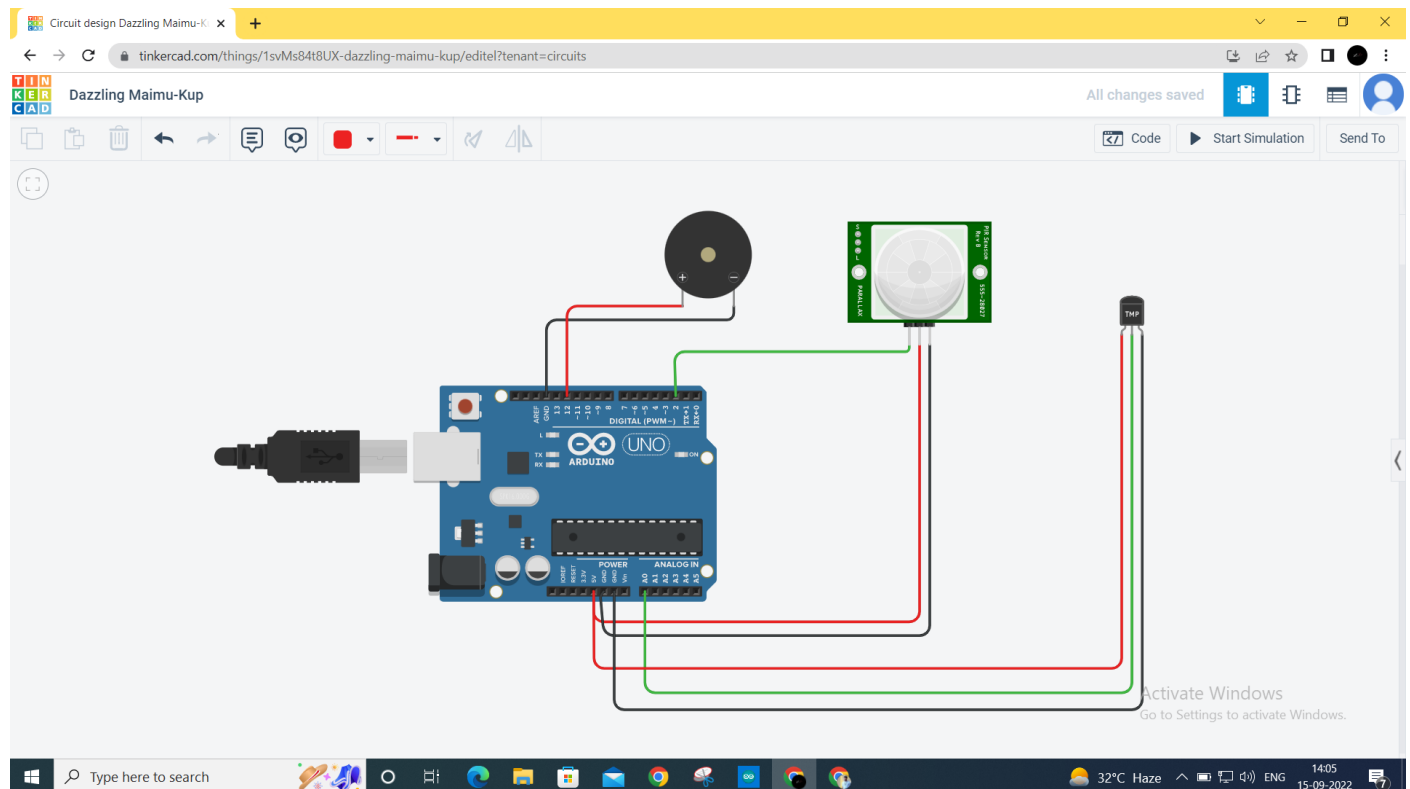 Circuit design Dazzling Maimu-K
tinkercad.com/things/1svMs84t8UX-dazzling-maimu-kup/editel?tenant=circuits
TIN
KER
CAD
Dazzling Maimu-Kup
All changes saved
Code
Start Simulation
Send To
PIR Sensor
Rev B
S
L
PARALLAX
555-28027
TMP
AREF
GND
13
12
~11
~10
~9
8
7
~6
~5
4
~3
2
TX→1
RX←0
DIGITAL (PWM~)
L
TX
RX
ARDUINO
UNO
ON
POWER
ANALOG IN
IOREF
RESET
3.3V
5V
GND
GND
Vin
A0
A1
A2
A3
A4
A5
Activate Windows
Go to Settings to activate Windows.
Type here to search
32°C Haze
ENG
14:05
15-09-2022
7